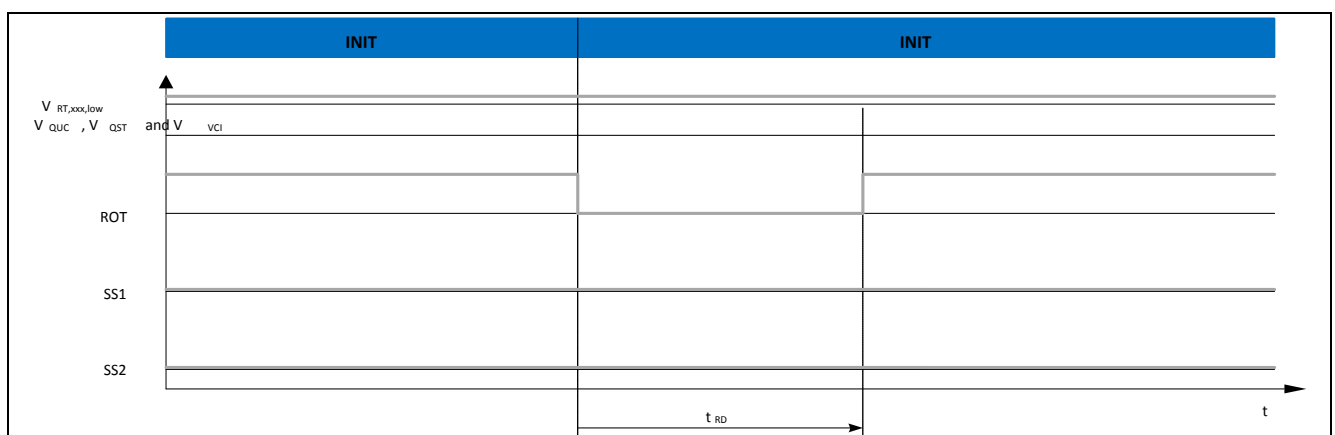 INIT INIT
V RT,xxx,low
V QUC , V QST and V VCI
ROT
SS1
SS2
t
t RD